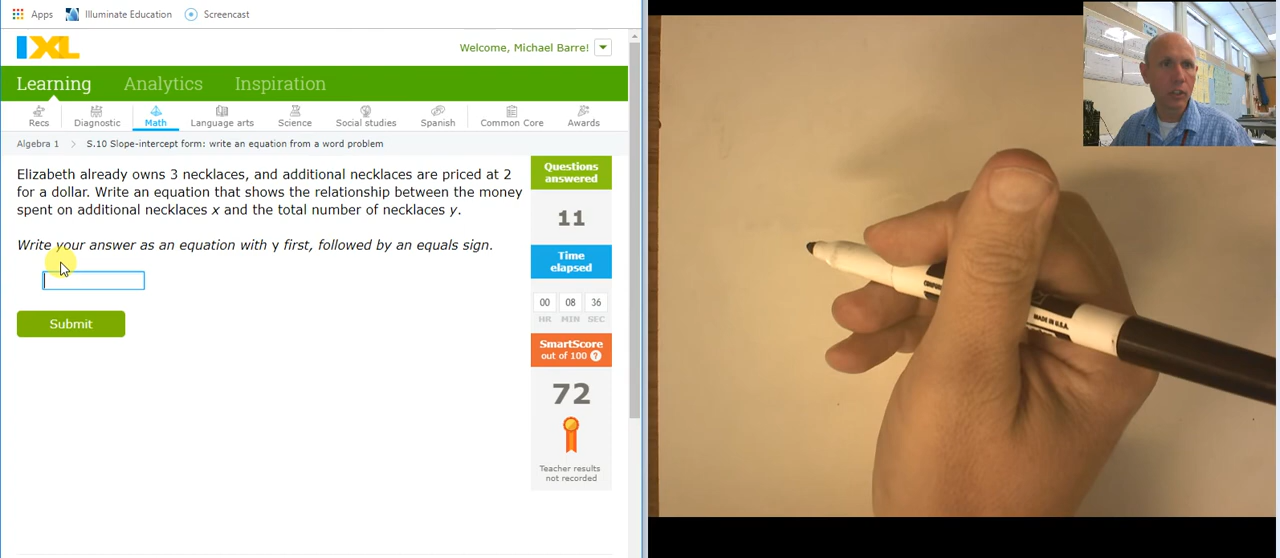 Apps Illuminate Education Screencast
IXL
Welcome, Michael Barre!
Learning Analytics Inspiration
Recs Diagnostic Math Language arts Science Social studies Spanish Common Core Awards
Algebra 1 > S.10 Slope-intercept form: write an equation from a word problem
Elizabeth already owns 3 necklaces, and additional necklaces are priced at 2
for a dollar. Write an equation that shows the relationship between the money
spent on additional necklaces x and the total number of necklaces y.
Write your answer as an equation with y first, followed by an equals sign.
Submit
Questions
answered
11
Time
elapsed
00 08 36
HR MIN SEC
SmartScore
out of 100 ?
72
Teacher results
not recorded
MADE IN U.S.A.